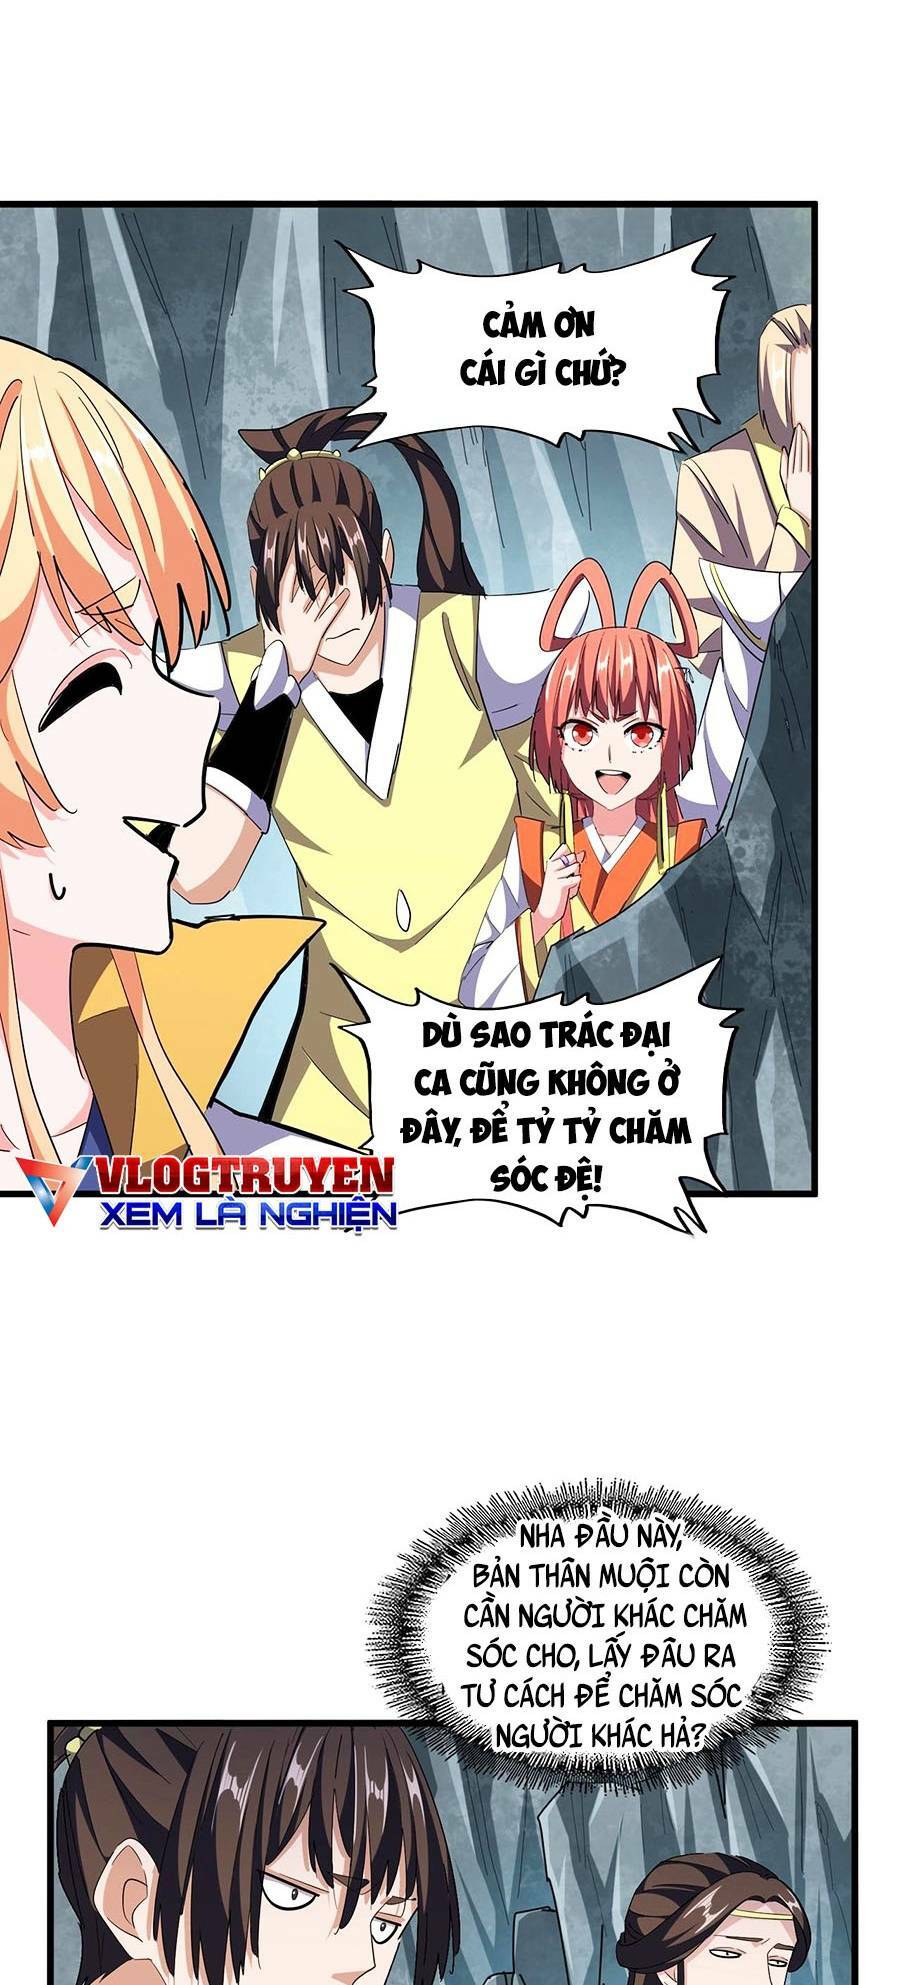 CẢM ƠN
CÁI GÌ CHỨ?
DÙ SAO TRÁC ĐẠI
CA CŨNG KHÔNG Ở
ĐÂY, ĐỂ TỶ TỶ CHĂM
SÓC ĐỆ!
VLOGTRUYEN
XEM LÀ NGHIỆN
NHA ĐẦU NÀY,
BẢN THÂN MUỘI CÒN
CẦN NGƯỜI KHÁC CHĂM
SÓC CHO, LẤY ĐÂU RA
TƯ CÁCH ĐỂ CHĂM SÓC
NGƯỜI KHÁC HẢ?